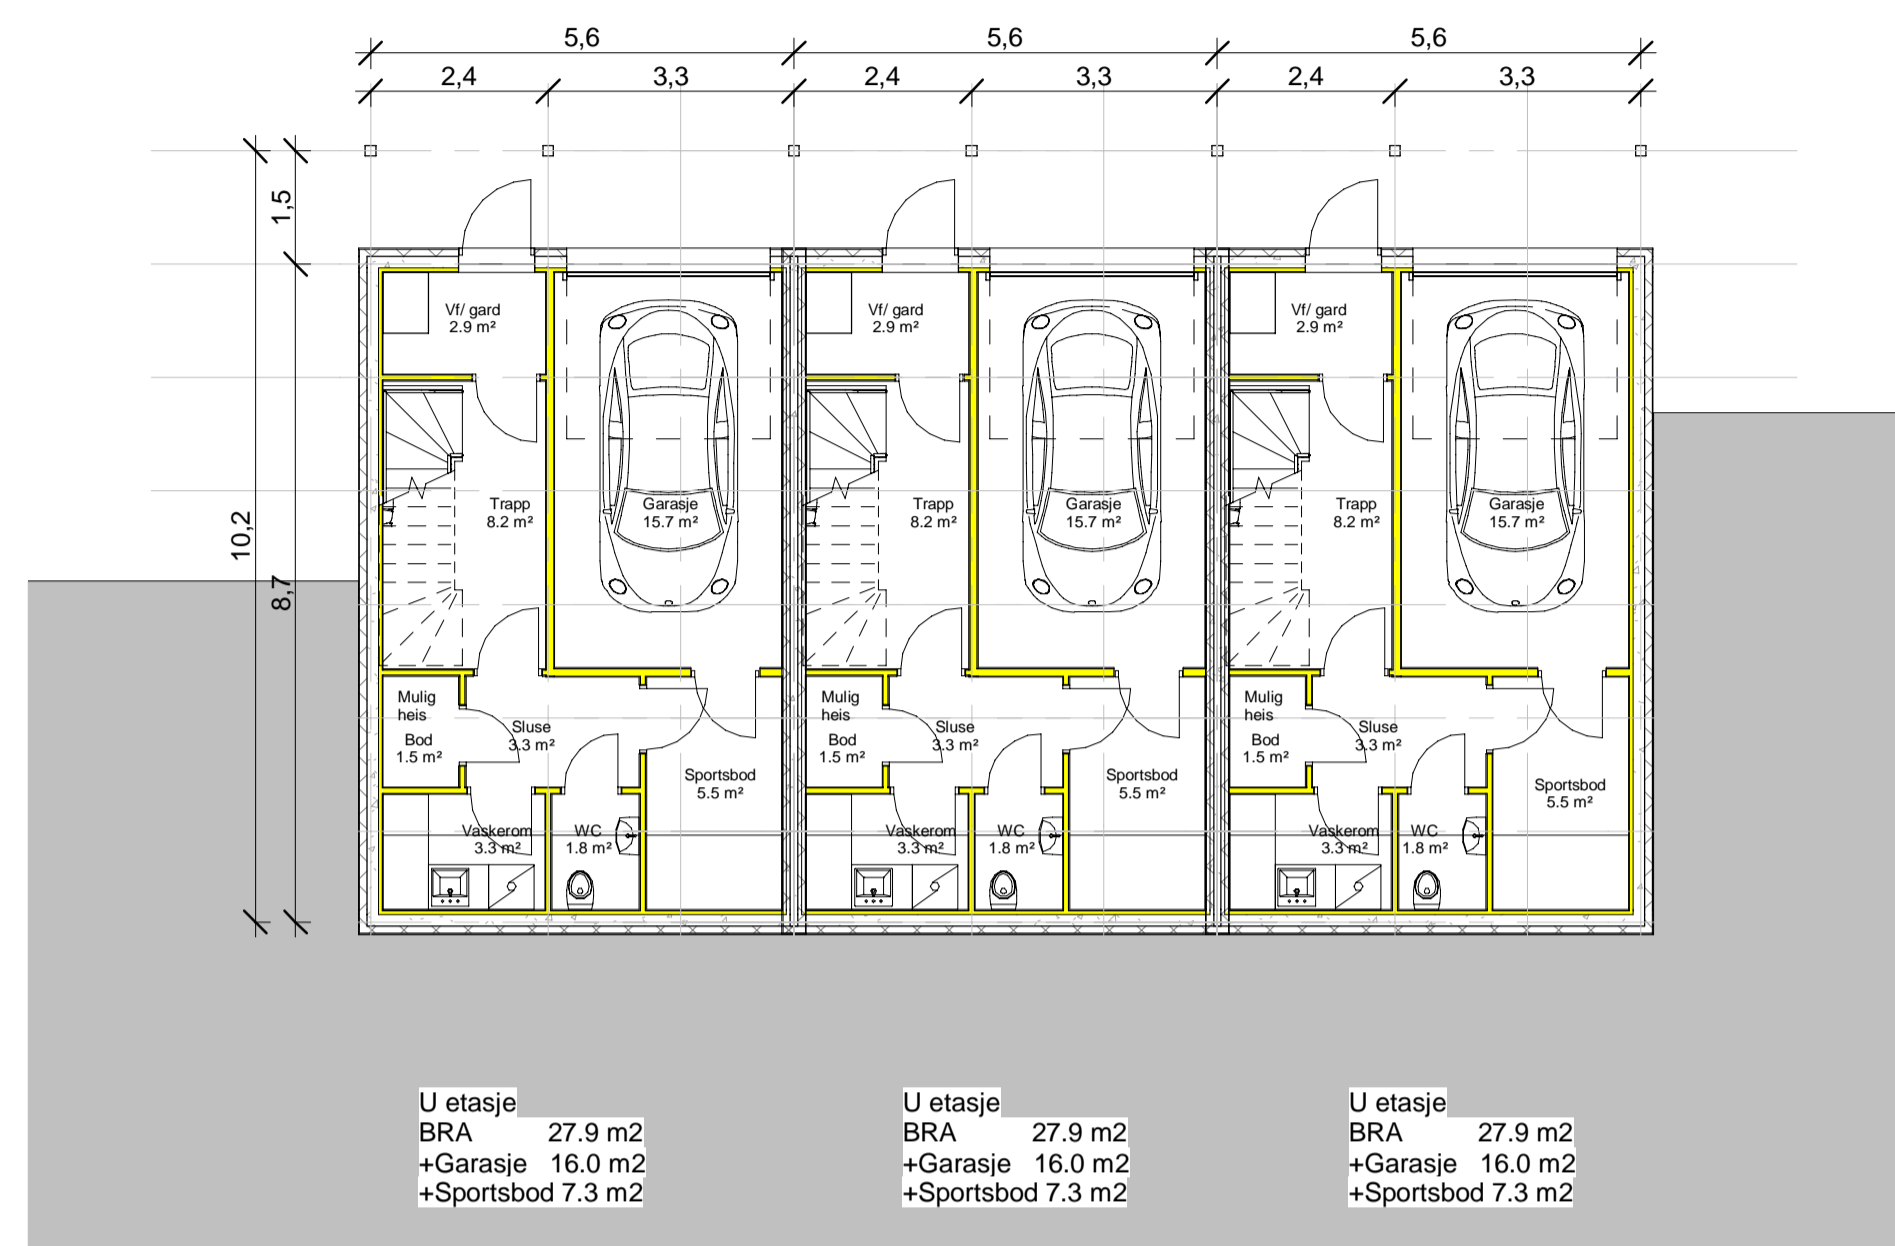 5,6
5,6
5,6
2,4
3,3
2,4
3,3
2,4
3,3
1,5
10,2
8,7
Vf/ gard
2.9 m²
Vf/ gard
2.9 m²
Vf/ gard
2.9 m²
Trapp
8.2 m²
Garasje
15.7 m²
Trapp
8.2 m²
Garasje
15.7 m²
Trapp
8.2 m²
Garasje
15.7 m²
Mulig
heis
Bod
1.5 m²
Sluse
3.3 m²
Sportsbod
5.5 m²
Vaskerom
3.3 m²
WC
1.8 m²
Mulig
heis
Bod
1.5 m²
Sluse
3.3 m²
Sportsbod
5.5 m²
Vaskerom
3.3 m²
WC
1.8 m²
Mulig
heis
Bod
1.5 m²
Sluse
3.3 m²
Sportsbod
5.5 m²
Vaskerom
3.3 m²
WC
1.8 m²
U etasje
BRA 27.9 m2
+Garasje 16.0 m2
+Sportsbod 7.3 m2
U etasje
BRA 27.9 m2
+Garasje 16.0 m2
+Sportsbod 7.3 m2
U etasje
BRA 27.9 m2
+Garasje 16.0 m2
+Sportsbod 7.3 m2